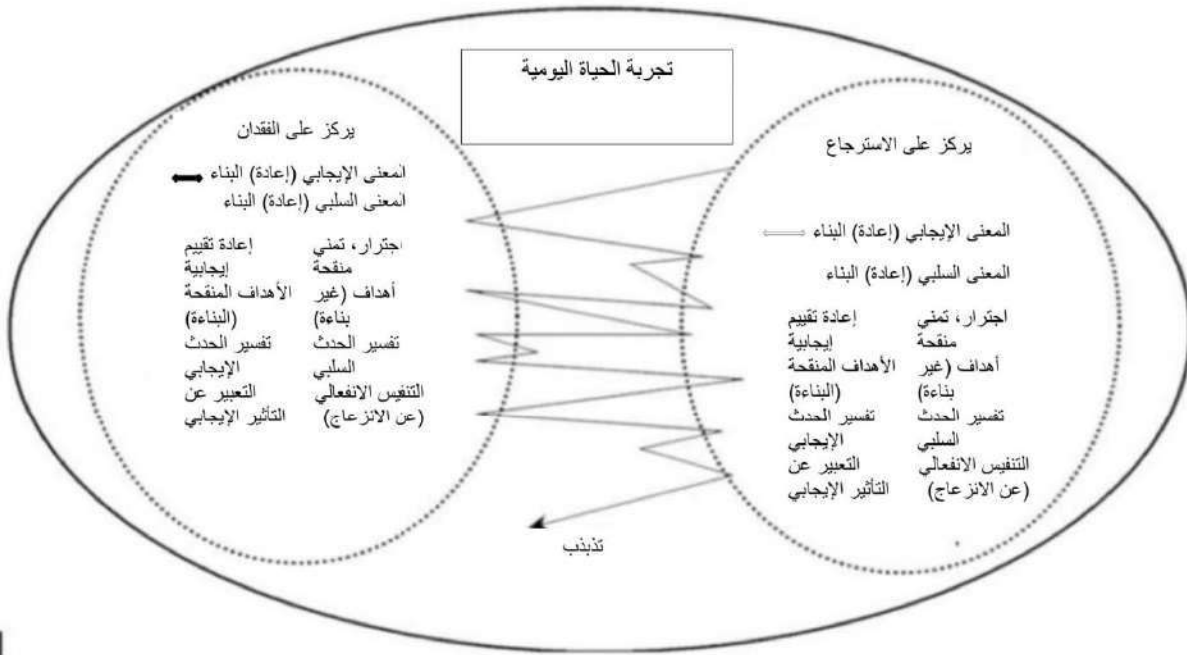 تجربة الحياة اليومية
يركز على الاسترجاع
المعنى الإيجابي (إعادة) البناء
المعنى السلبي (إعادة) البناء
اجترار، تمني إعادة تقييم
منقحة إيجابية
أهداف (غير الأهداف المنقحة
بناءة) (البناءة)
تفسير الحدث تفسير الحدث
السلبي الإيجابي
التنفيس الانفعالي التعبير عن
(عن الانزعاج) التأثير الإيجابي
يركز على الفقدان
المعنى الإيجابي (إعادة) البناء
المعنى السلبي (إعادة) البناء
اجترار، تمني إعادة تقييم
منقحة إيجابية
أهداف (غير الأهداف المنقحة
بناءة) (البناءة)
تفسير الحدث تفسير الحدث
السلبي الإيجابي
التنفيس الانفعالي التعبير عن
(عن الانزعاج) التأثير الإيجابي
تذبذب